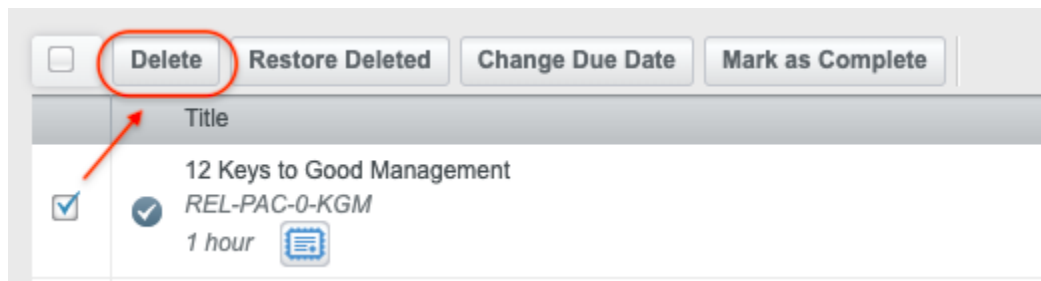 Delete Restore Deleted Change Due Date Mark as Complete
Title
12 Keys to Good Management
REL-PAC-0-KGM
1 hour